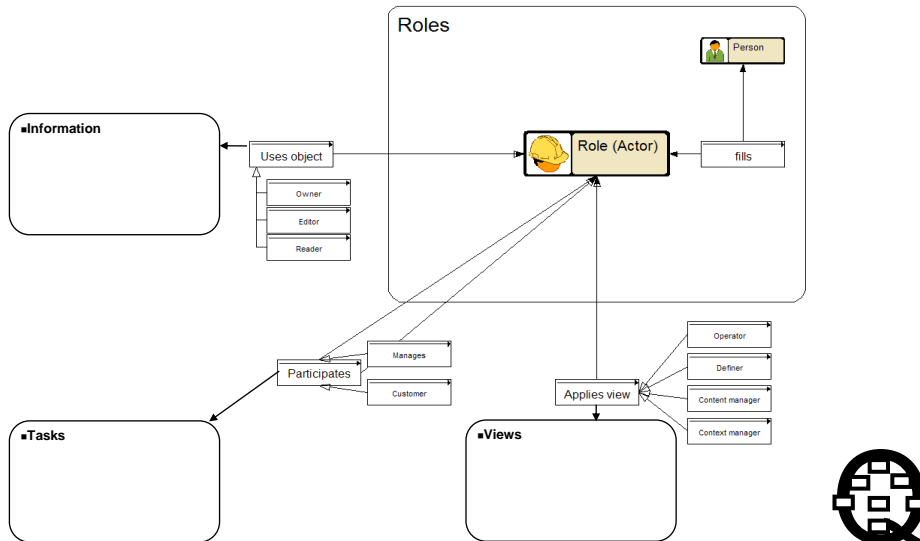 Roles
Person
▪Information
Uses object
Role (Actor)
fills
Owner
Editor
Reader
Operator
Manages
Definer
Participates
Customer
Applies view
Content manager
Context manager
▪Tasks
▪Views